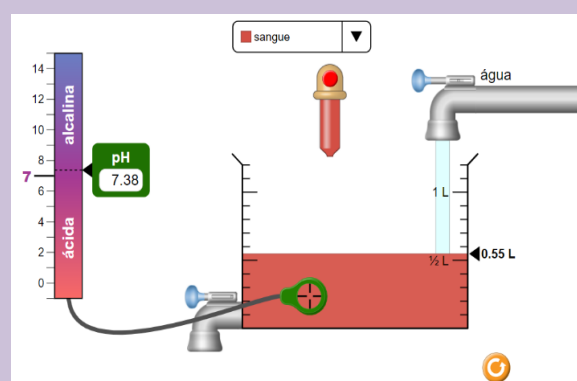 sangue
água
14
12
10
8
7
6
4
2
0
alcalina
ácida
pH
7.38
1 L
½ L
0.55 L